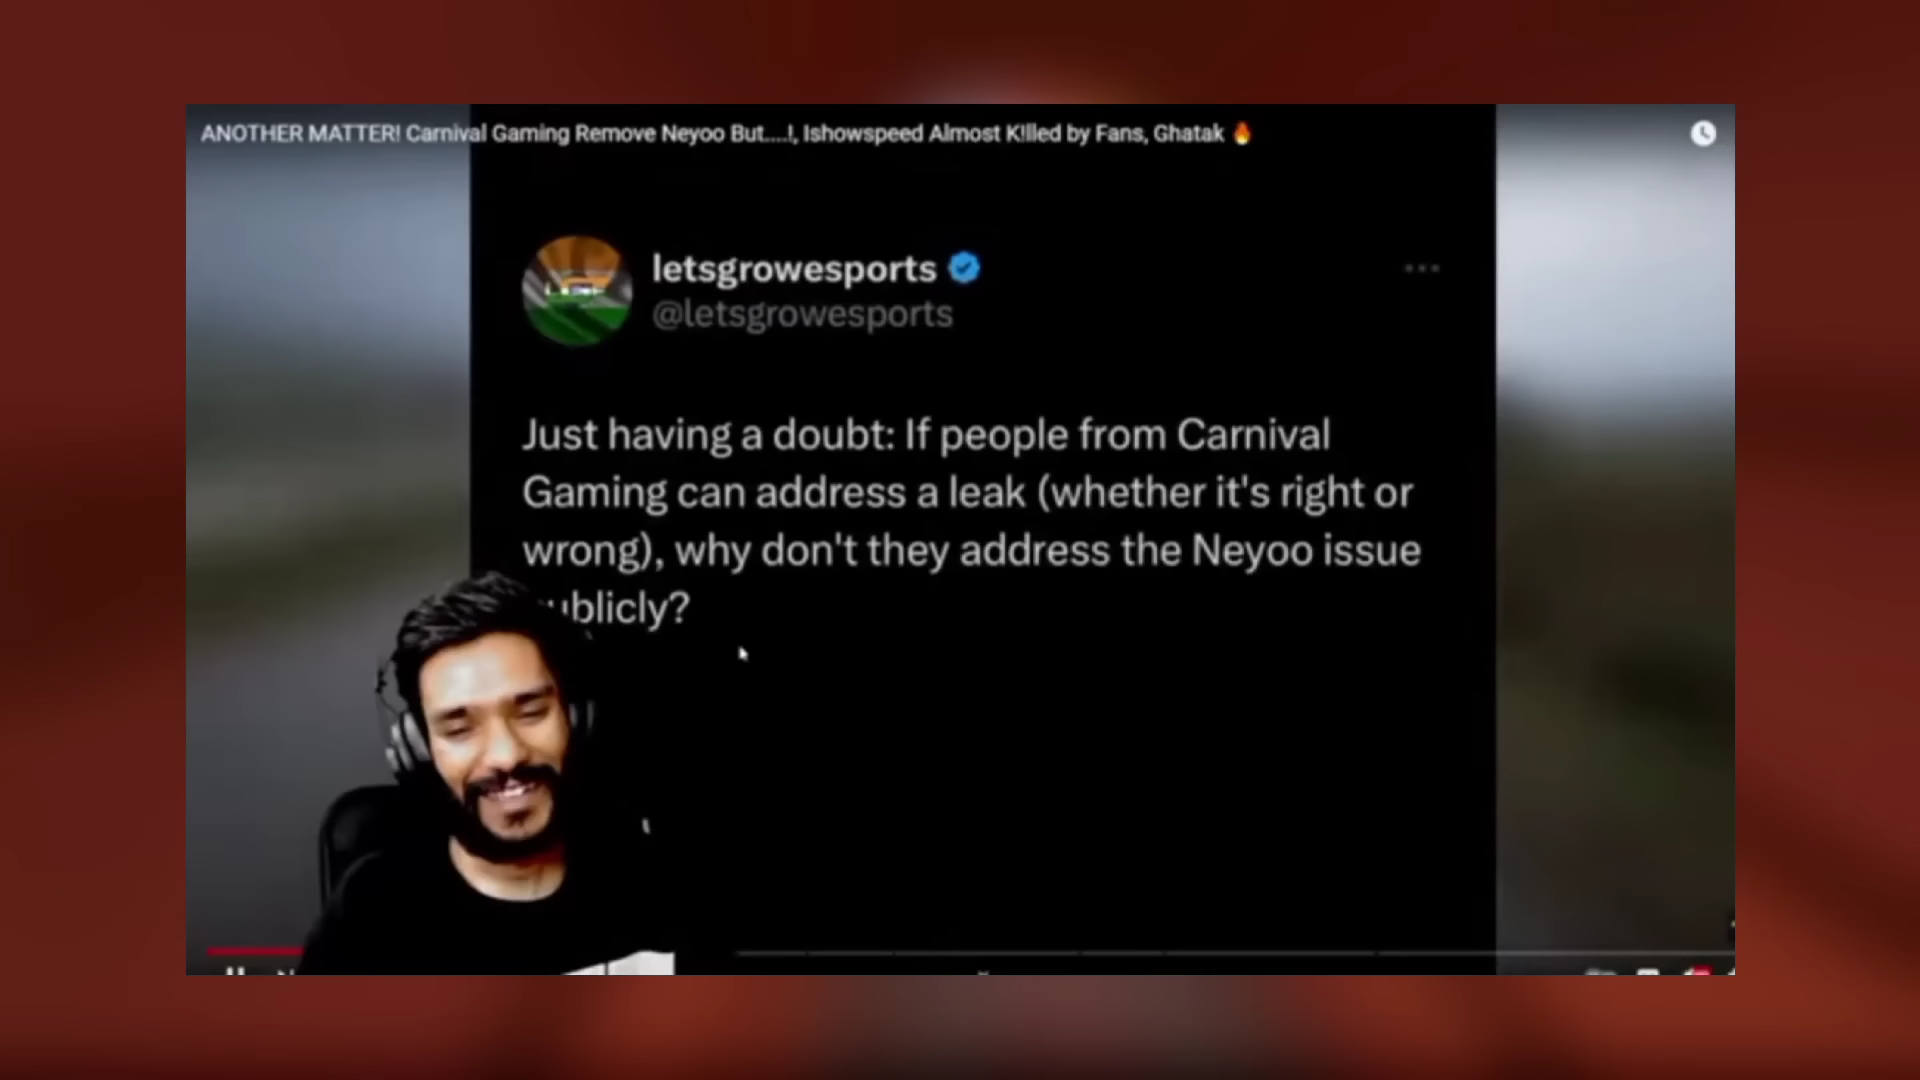 ANOTHER MATTER! Carnival Gaming Remove Neyoo But....!, Ishowspeed Almost K!lled by Fans, Ghatak 🔥
letsgrowesports
@letsgrowesports
Just having a doubt: If people from Carnival
Gaming can address a leak (whether it's right or
wrong), why don't they address the Neyoo issue
ublicly?